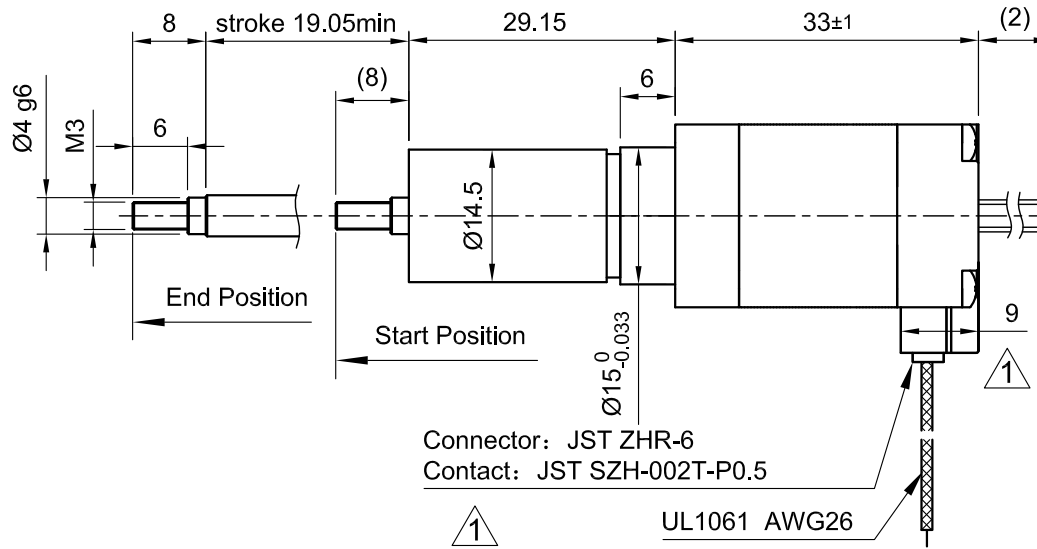 8
stroke 19.05min
29.15
33±1
(2)
(8)
6
Ø4 g6
M3
6
Ø14.5
End Position
Start Position
9
Ø15 0 -0.033
1
Connector: JST ZHR-6
Contact: JST SZH-002T-P0.5
1
UL1061 AWG26